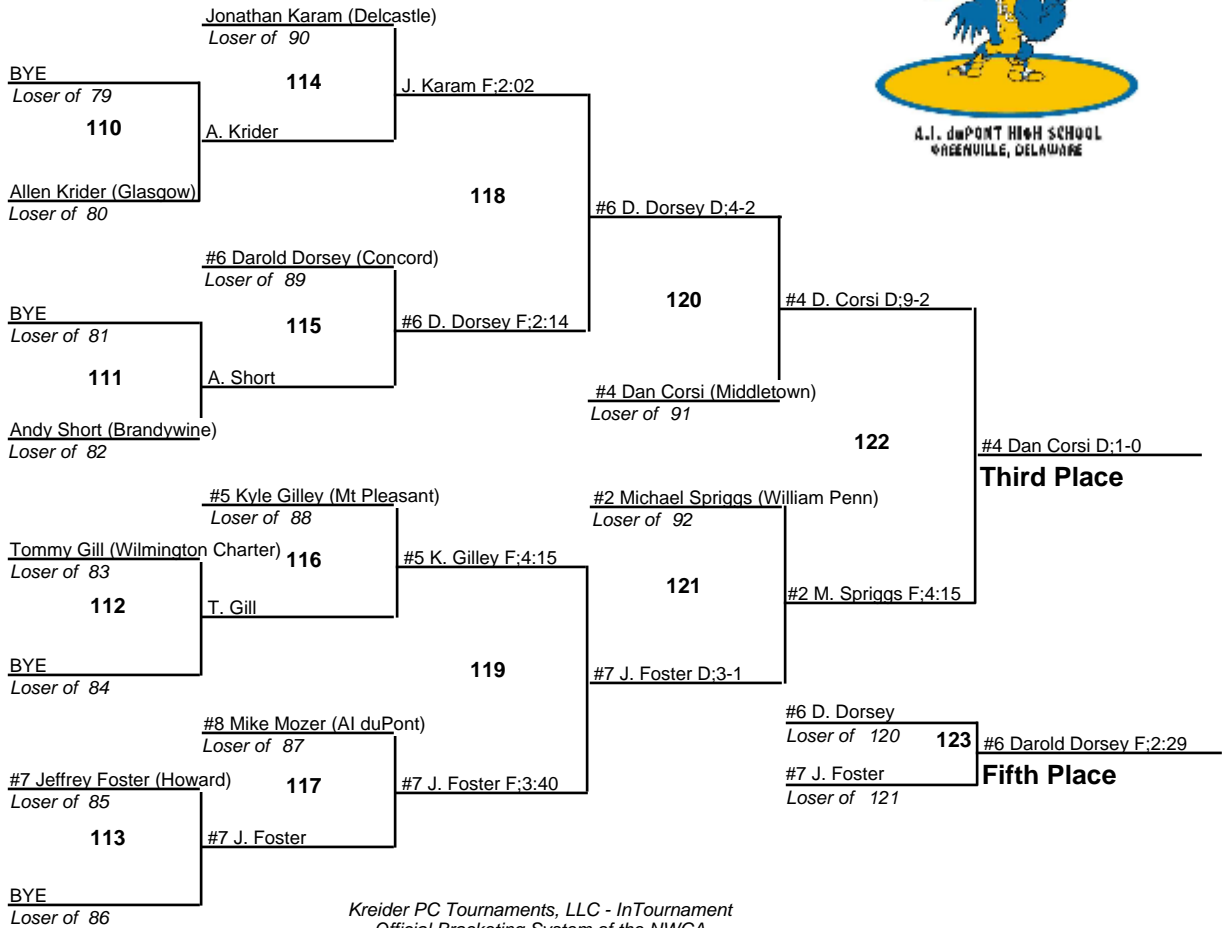 Jonathan Karam (Delcastle)
Loser of 90
BYE
Loser of 79
114
J. Karam F;2:02
110
A. Krider
A.I. duPONT HIGH SCHOOL
GREENVILLE, DELAWARE
Allen Krider (Glasgow)
Loser of 80
118
#6 D. Dorsey D;4-2
#6 Darold Dorsey (Concord)
Loser of 89
BYE
Loser of 81
115
#6 D. Dorsey F;2:14
120
#4 D. Corsi D;9-2
111
A. Short
#4 Dan Corsi (Middletown)
Loser of 91
Andy Short (Brandywine)
Loser of 82
122
#4 Dan Corsi D;1-0
Third Place
#5 Kyle Gilley (Mt Pleasant)
Loser of 88
#2 Michael Spriggs (William Penn)
Loser of 92
Tommy Gill (Wilmington Charter)
Loser of 83
116
#5 K. Gilley F;4:15
121
#2 M. Spriggs F;4:15
112
T. Gill
BYE
Loser of 84
119
#7 J. Foster D;3-1
#8 Mike Mozer (AI duPont)
Loser of 87
#6 D. Dorsey
Loser of 120
123
#6 Darold Dorsey F;2:29
Fifth Place
#7 J. Foster
Loser of 121
#7 Jeffrey Foster (Howard)
Loser of 85
117
#7 J. Foster F;3:40
113
#7 J. Foster
BYE
Loser of 86
Kreider PC Tournaments, LLC - InTournament
Official Bracketing System of the NWCA